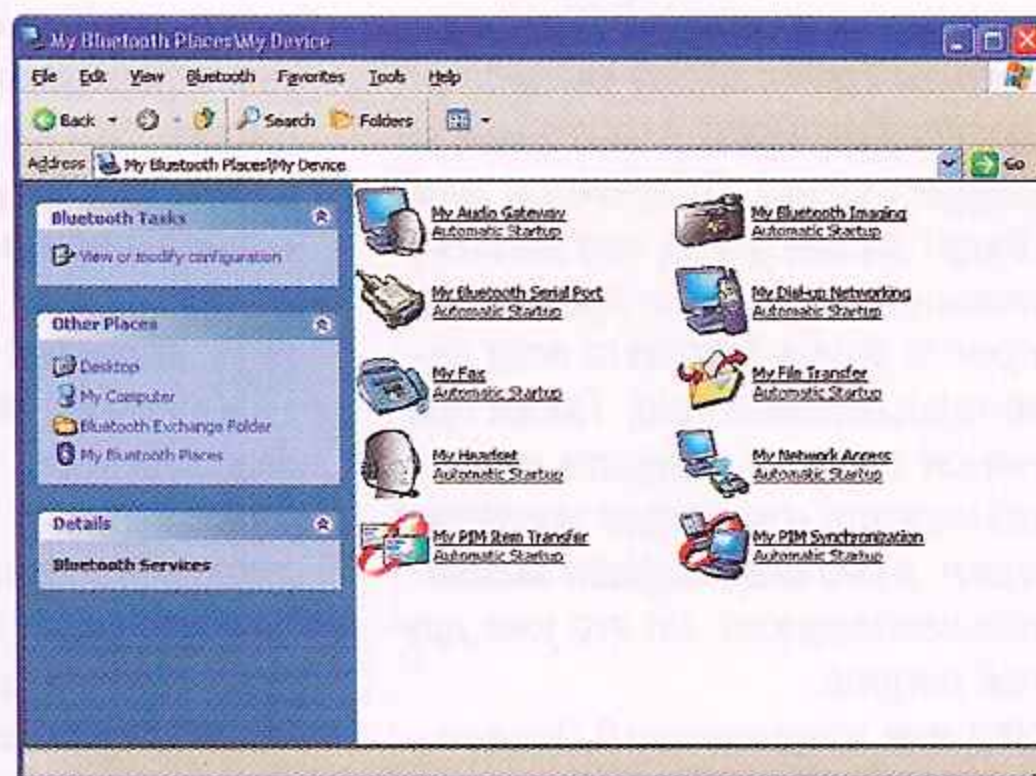 My Bluetooth Places\My Device
File Edit View Bluetooth Favorites Tools Help
Back Search Folders
Address My Bluetooth Places\My Device Go
Bluetooth Tasks
View or modify configuration
Other Places
Desktop
My Computer
Bluetooth Exchange Folder
My Bluetooth Places
Details
Bluetooth Services
My Audio Gateway
Automatic Startup
My Bluetooth Imaging
Automatic Startup
My Bluetooth Serial Port
Automatic Startup
My Dial-up Networking
Automatic Startup
My Fax
Automatic Startup
My File Transfer
Automatic Startup
My Headset
Automatic Startup
My Network Access
Automatic Startup
My PIM Item Transfer
Automatic Startup
My PIM Synchronization
Automatic Startup